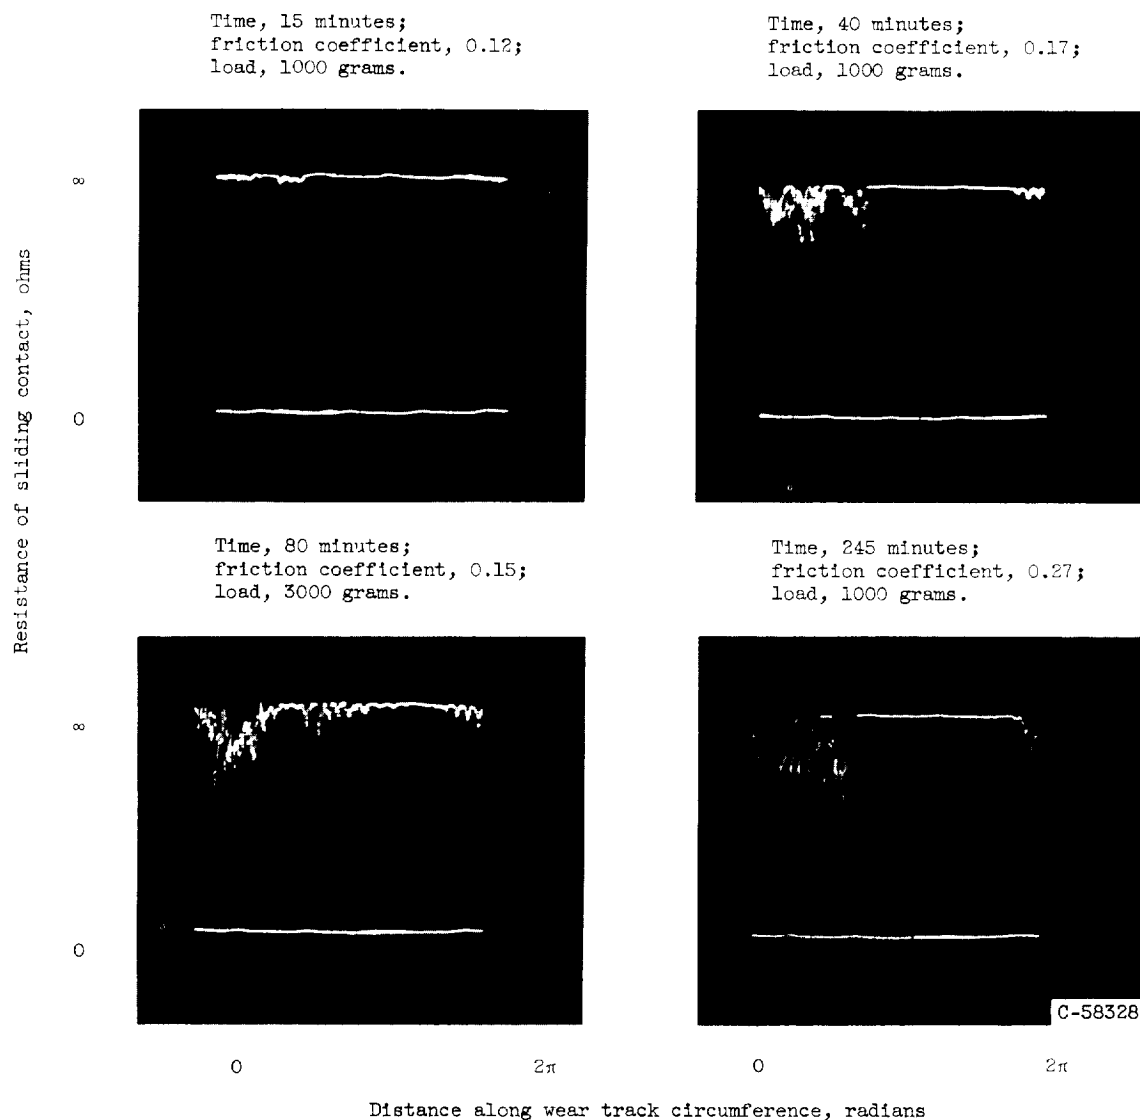 Time, 15 minutes;
friction coefficient, 0.12;
load, 1000 grams.
Time, 40 minutes;
friction coefficient, 0.17;
load, 1000 grams.
∞
0
Resistance of sliding contact, ohms
Time, 80 minutes;
friction coefficient, 0.15;
load, 3000 grams.
Time, 245 minutes;
friction coefficient, 0.27;
load, 1000 grams.
∞
0
C-58328
0
2π
0
2π
Distance along wear track circumference, radians